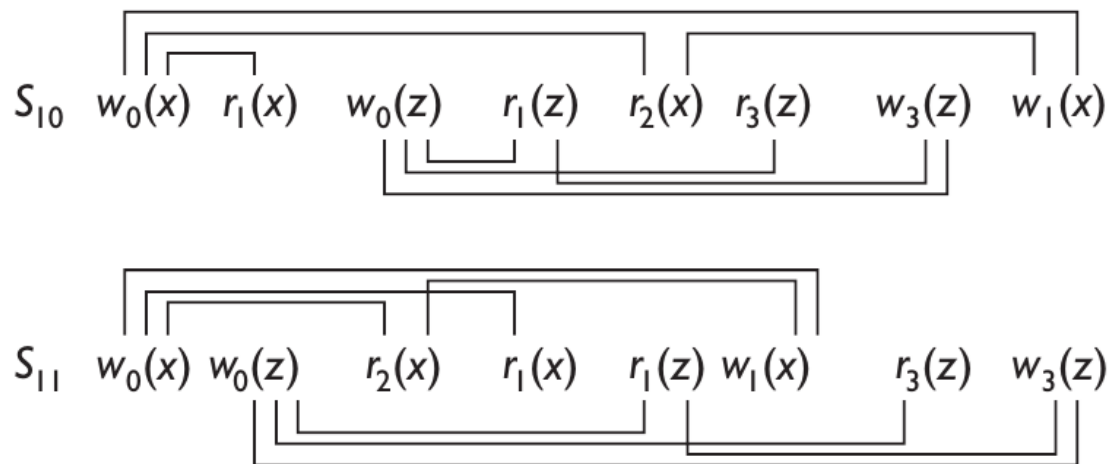 S₁₀ w₀(x) r₁(x) w₀(z) r₁(z) r₂(x) r₃(z) w₃(z) w₁(x)
S₁₁ w₀(x) w₀(z) r₂(x) r₁(x) r₁(z) w₁(x) r₃(z) w₃(z)